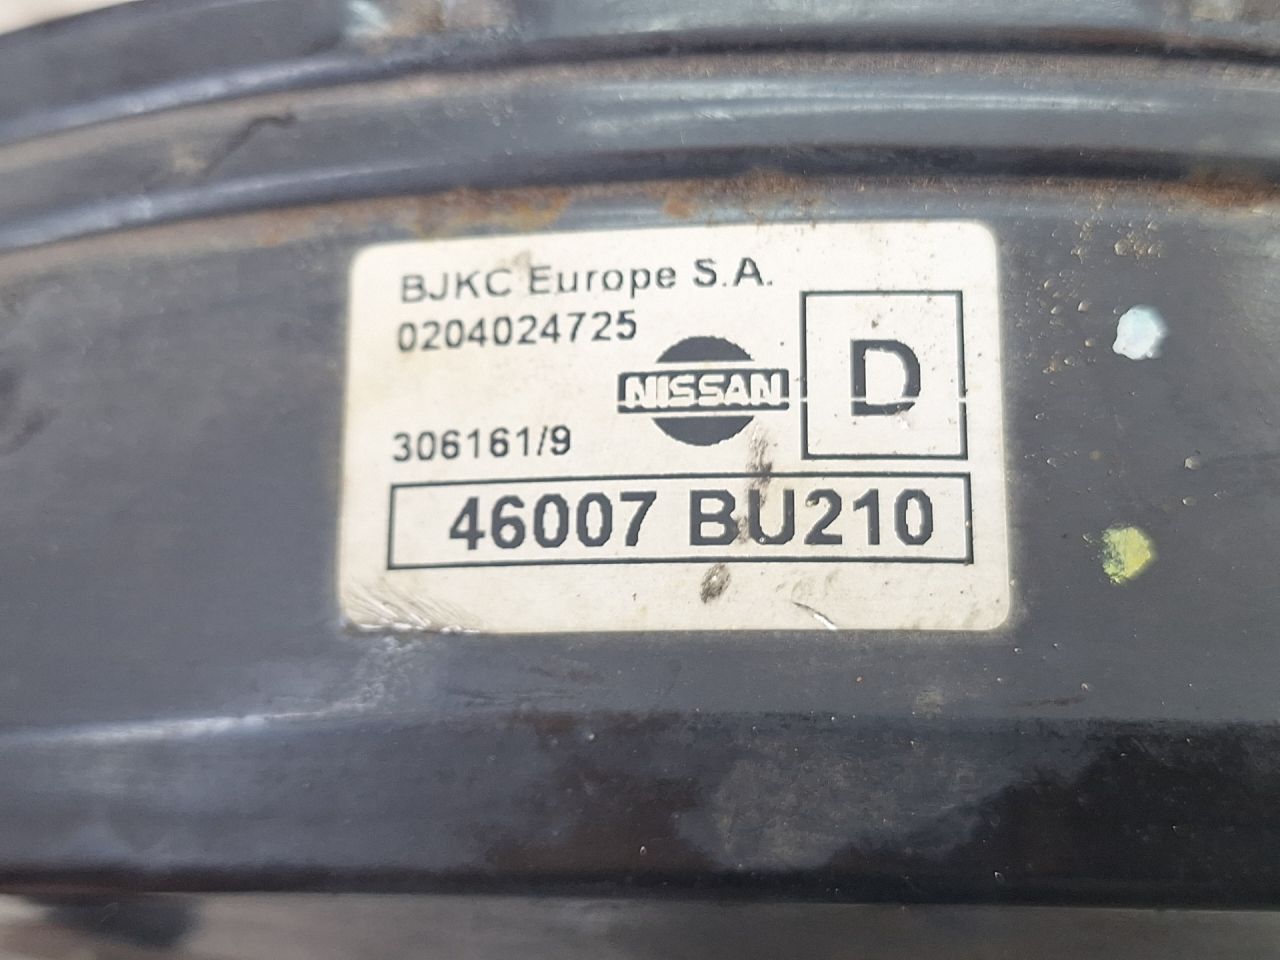 BJKC Europe S.A.
0204024725
NISSAN
D
306161/9
46007 BU210